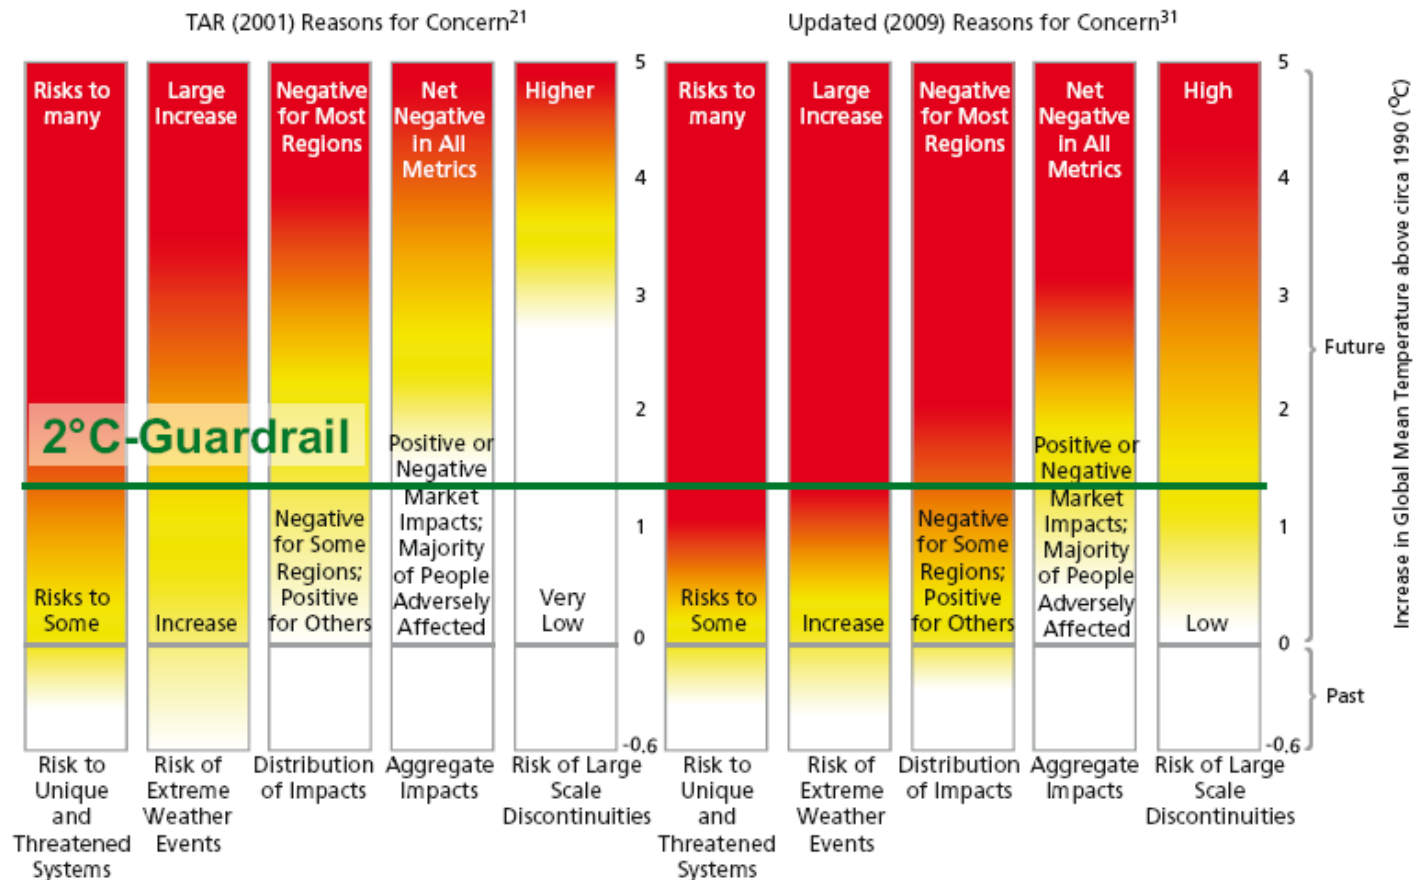 TAR (2001) Reasons for Concern21
Updated (2009) Reasons for Concern31
Risks to
many
Large
Increase
Negative
for Most
Regions
Net
Negative
in All
Metrics
Higher
5
4
3
2
1
0
-0.6
Risks to
many
Large
Increase
Negative
for Most
Regions
Net
Negative
in All
Metrics
High
5
4
3
2
1
0
-0.6
2°C-Guardrail
Risks to
Some
Increase
Negative
for Some
Regions;
Positive
for Others
Positive or
Negative
Market
Impacts;
Majority
of People
Adversely
Affected
Very
Low
Risks to
Some
Increase
Negative
for Some
Regions;
Positive
for Others
Positive or
Negative
Market
Impacts;
Majority
of People
Adversely
Affected
Low
Future
Past
Increase in Global Mean Temperature above circa 1990 (°C)
Risk to
Unique
and
Threatened
Systems
Risk of
Extreme
Weather
Events
Distribution
of Impacts
Aggregate
Impacts
Risk of Large
Scale
Discontinuities
Risk to
Unique
and
Threatened
Systems
Risk of
Extreme
Weather
Events
Distribution
of Impacts
Aggregate
Impacts
Risk of Large
Scale
Discontinuities